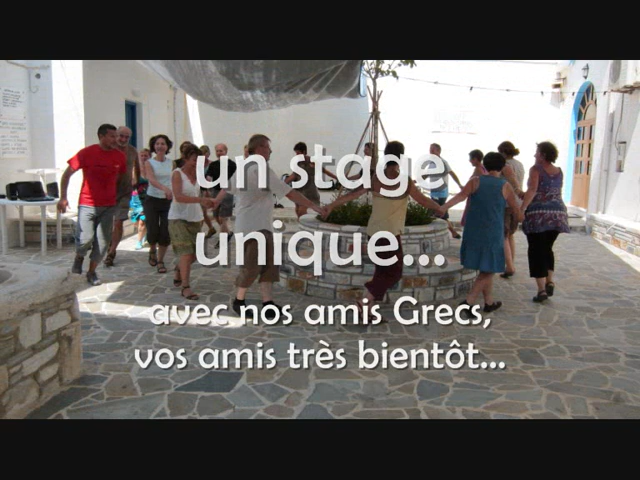 un stage
unique...
avec nos amis Grecs,
vos amis très bientôt...